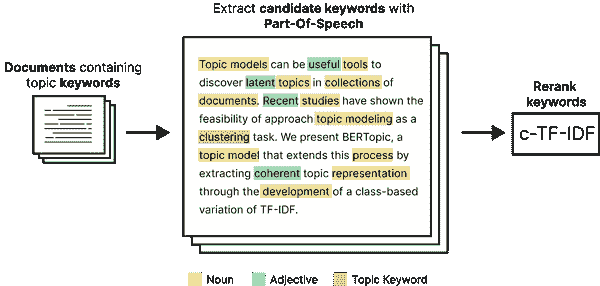 Documents containing
topic keywords
Extract candidate keywords with
Part-Of-Speech
Topic models can be useful tools to
discover latent topics in collections of
documents. Recent studies have shown the
feasibility of approach topic modeling as a
clustering task. We present BERTopic, a
topic model that extends this process by
extracting coherent topic representation
through the development of a class-based
variation of TF-IDF.
Rerank
keywords
c-TF-IDF
Noun
Adjective
Topic Keyword